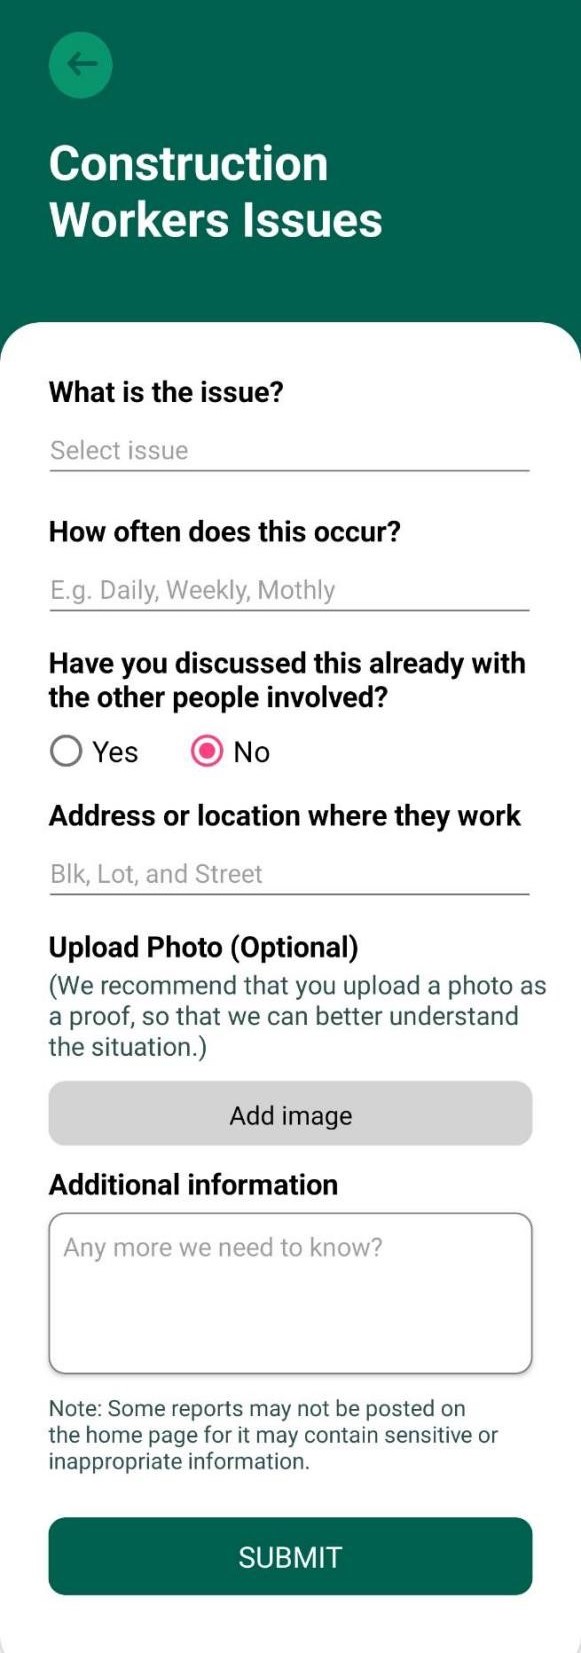 Construction
Workers Issues
What is the issue?
Select issue
How often does this occur?
E.g. Daily, Weekly, Mothly
Have you discussed this already with
the other people involved?
Yes No
Address or location where they work
Blk, Lot, and Street
Upload Photo (Optional)
(We recommend that you upload a photo as
a proof, so that we can better understand
the situation.)
Add image
Additional information
Any more we need to know?
Note: Some reports may not be posted on
the home page for it may contain sensitive or
inappropriate information.
SUBMIT